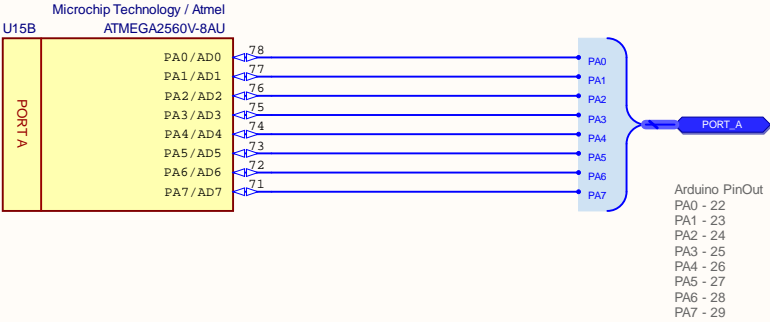 Microchip Technology / Atmel
U15B ATMEGA2560V-8AU
PORT A
PA0/AD0 78 PA0
PA1/AD1 77 PA1
PA2/AD2 76 PA2
PA3/AD3 75 PA3
PA4/AD4 74 PA4
PA5/AD5 73 PA5
PA6/AD6 72 PA6
PA7/AD7 71 PA7
PORT_A
Arduino PinOut
PA0 - 22
PA1 - 23
PA2 - 24
PA3 - 25
PA4 - 26
PA5 - 27
PA6 - 28
PA7 - 29